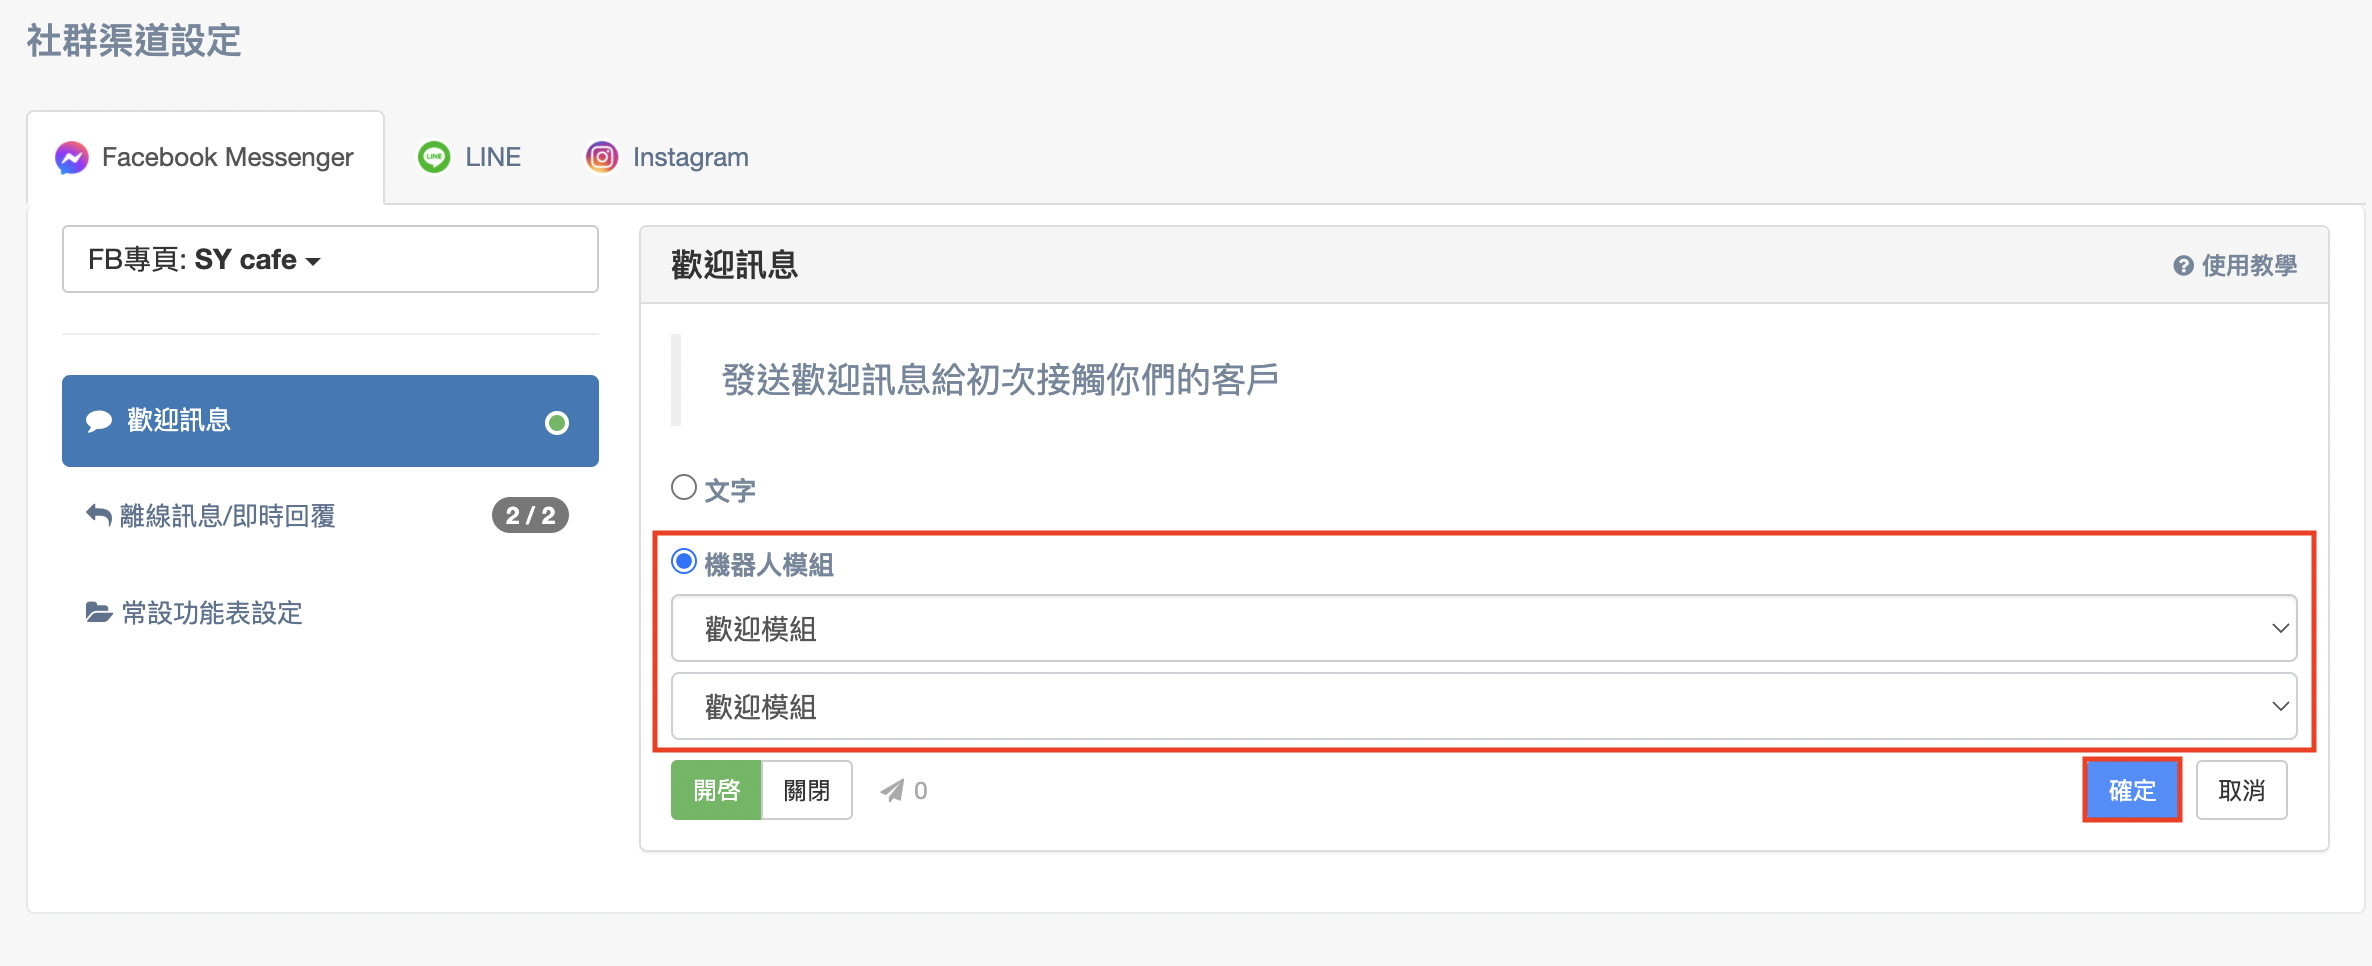 社群渠道設定
Facebook Messenger
LINE
Instagram
FB專頁: SY cafe
歡迎訊息
離線訊息/即時回覆
2 / 2
常設功能表設定
歡迎訊息
使用教學
發送歡迎訊息給初次接觸你們的客戶
文字
機器人模組
歡迎模組
歡迎模組
開啓 關閉 0
確定 取消